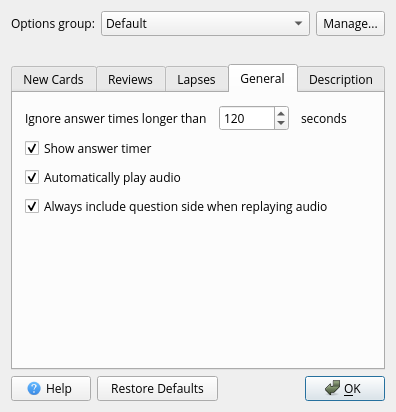 Options group: Default Manage...
New Cards Reviews Lapses General Description
Ignore answer times longer than 120 seconds
Show answer timer
Automatically play audio
Always include question side when replaying audio
Help Restore Defaults OK